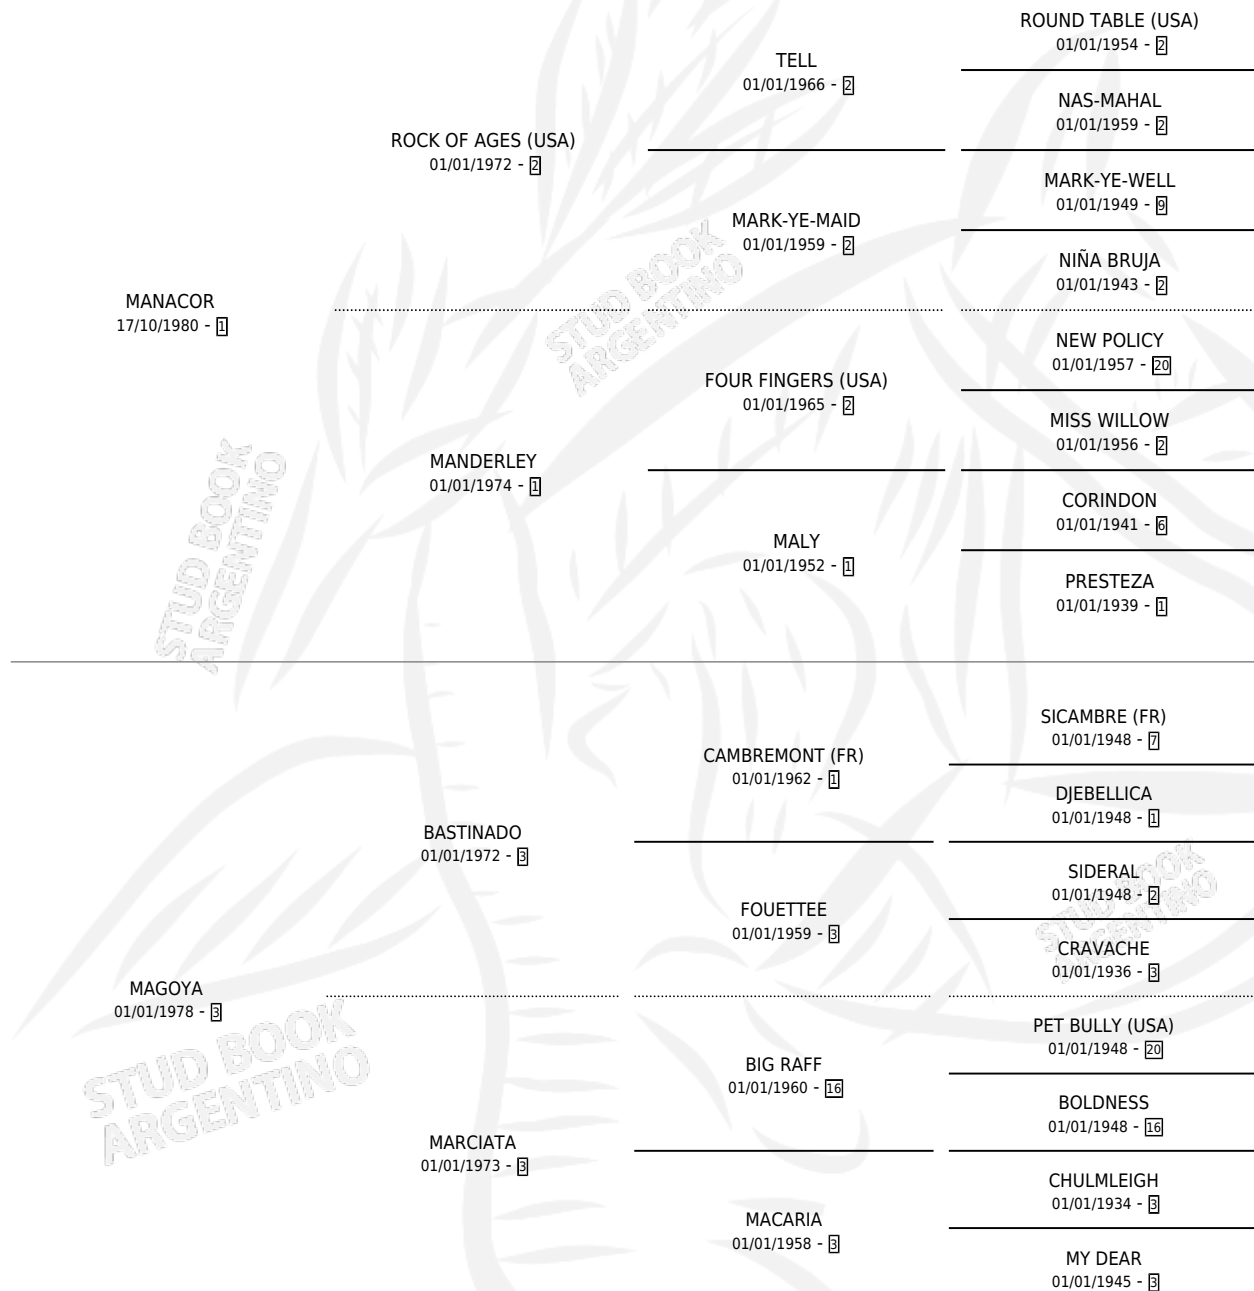 ROUND TABLE (USA)
01/01/1954 - 2
TELL
01/01/1966 - 2
NAS-MAHAL
01/01/1959 - 2
ROCK OF AGES (USA)
01/01/1972 - 2
MARK-YE-WELL
01/01/1949 - 9
MARK-YE-MAID
01/01/1959 - 2
NIÑA BRUJA
01/01/1943 - 2
MANACOR
17/10/1980 - 1
NEW POLICY
01/01/1957 - 20
FOUR FINGERS (USA)
01/01/1965 - 2
MISS WILLOW
01/01/1956 - 2
MANDERLEY
01/01/1974 - 1
CORINDON
01/01/1941 - 6
MALY
01/01/1952 - 1
PRESTEZA
01/01/1939 - 1
SICAMBRE (FR)
01/01/1948 - 7
CAMBREMONT (FR)
01/01/1962 - 1
DJEBELLICA
01/01/1948 - 1
BASTINADO
01/01/1972 - 3
SIDERAL
01/01/1948 - 2
FOUETTEE
01/01/1959 - 3
CRAVACHE
01/01/1936 - 3
MAGOYA
01/01/1978 - 3
PET BULLY (USA)
01/01/1948 - 20
BIG RAFF
01/01/1960 - 16
BOLDNESS
01/01/1948 - 16
MARCIATA
01/01/1973 - 3
CHULMLEIGH
01/01/1934 - 3
MACARIA
01/01/1958 - 3
MY DEAR
01/01/1945 - 3
STUD BOOK
ARGENTINO
STUD BOOK
ARGENTINO
STUD BOOK
ARGENTINO
STUD BOOK
ARGENTINO